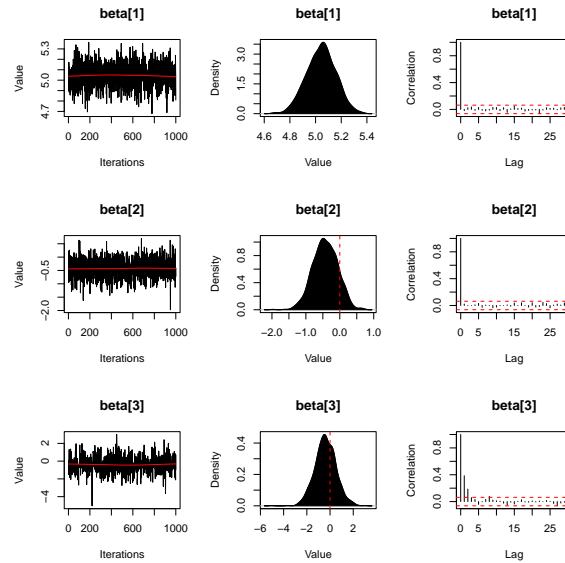 beta[1] beta[1] beta[1]
Value 4.7 5.0 5.3 Density 0.0 1.5 3.0 Correlation 0.0 0.4 0.8
0 200 600 1000 4.6 4.8 5.0 5.2 5.4 0 5 15 25
Iterations Value Lag
beta[2] beta[2] beta[2]
Value −2.0 −0.5 Density 0.0 0.4 0.8 Correlation 0.0 0.4 0.8
0 200 600 1000 −2.0 −1.0 0.0 1.0 0 5 15 25
Iterations Value Lag
beta[3] beta[3] beta[3]
Value −4 0 2 Density 0.0 0.2 0.4 Correlation 0.0 0.4 0.8
0 200 600 1000 −6 −4 −2 0 2 0 5 15 25
Iterations Value Lag